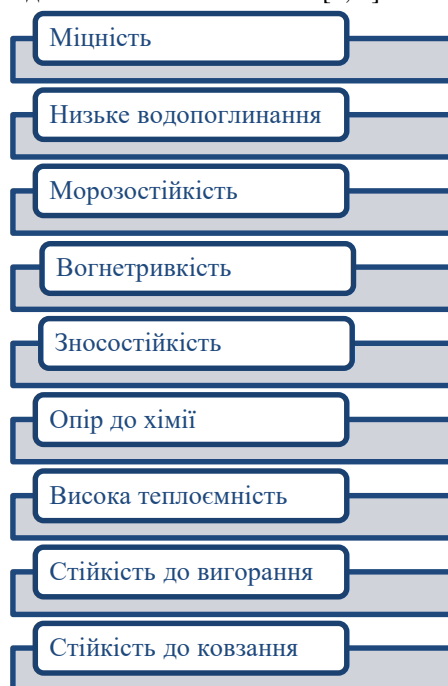 Міцність
Низьке водопоглинання
Морозостійкість
Вогнетривкість
Зносостійкість
Опір до хімії
Висока теплоємність
Стійкість до вигорання
Стійкість до ковзання